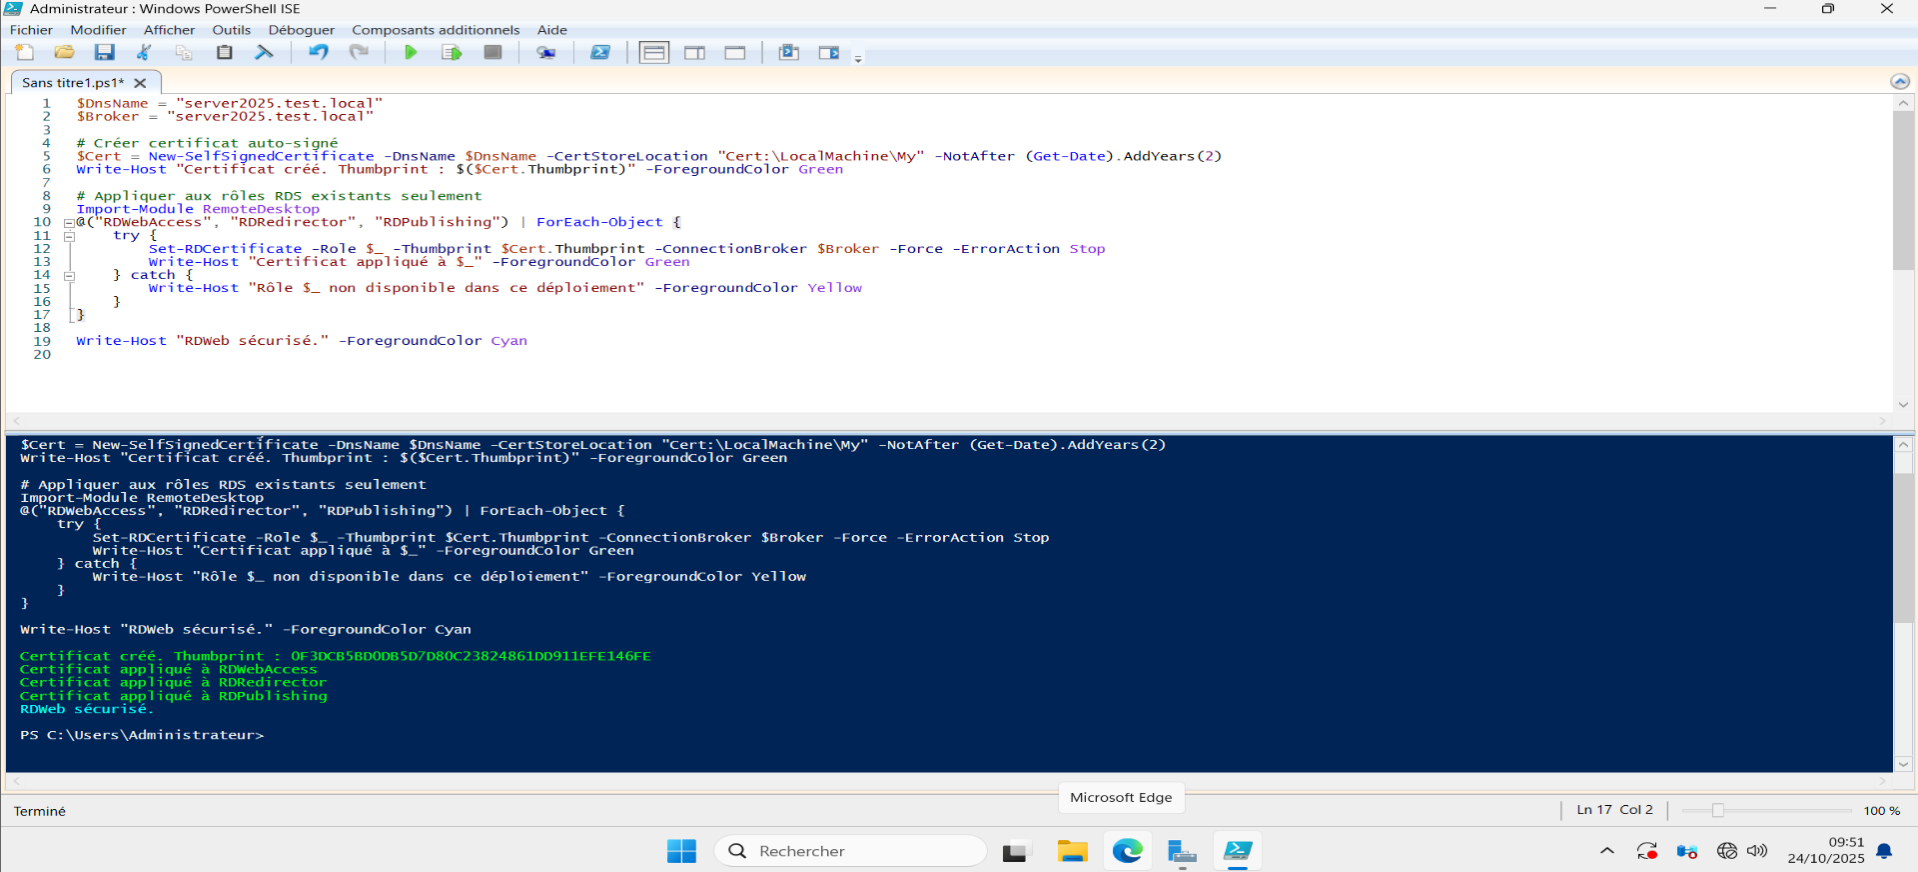 Administrateur : Windows PowerShell ISE
Fichier Modifier Afficher Outils Déboguer Composants additionnels Aide
Sans titre1.ps1*
1 $DnsName = "server2025.test.local"
2 $Broker = "server2025.test.local"
3
4 # Créer certificat auto-signé
5 $Cert = New-SelfSignedCertificate -DnsName $DnsName -CertStoreLocation "Cert:\LocalMachine\My" -NotAfter (Get-Date).AddYears(2)
6 Write-Host "Certificat créé. Thumbprint : $($Cert.Thumbprint)" -ForegroundColor Green
7
8 # Appliquer aux rôles RDS existants seulement
9 Import-Module RemoteDesktop
10 @("RDWebAccess", "RDRedirector", "RDPublishing") | ForEach-Object {
11 try {
12 Set-RDCertificate -Role $_ -Thumbprint $Cert.Thumbprint -ConnectionBroker $Broker -Force -ErrorAction Stop
13 Write-Host "Certificat appliqué à $_" -ForegroundColor Green
14 } catch {
15 Write-Host "Rôle $_ non disponible dans ce déploiement" -ForegroundColor Yellow
16 }
17 }
18
19 Write-Host "RDWeb sécurisé." -ForegroundColor Cyan
20
$Cert = New-SelfSignedCertificate -DnsName $DnsName -CertStoreLocation "Cert:\LocalMachine\My" -NotAfter (Get-Date).AddYears(2)
Write-Host "Certificat créé. Thumbprint : $($Cert.Thumbprint)" -ForegroundColor Green
# Appliquer aux rôles RDS existants seulement
Import-Module RemoteDesktop
@("RDWebAccess", "RDRedirector", "RDPublishing") | ForEach-Object {
try {
Set-RDCertificate -Role $_ -Thumbprint $Cert.Thumbprint -ConnectionBroker $Broker -Force -ErrorAction Stop
Write-Host "Certificat appliqué à $_" -ForegroundColor Green
} catch {
Write-Host "Rôle $_ non disponible dans ce déploiement" -ForegroundColor Yellow
}
}
Write-Host "RDWeb sécurisé." -ForegroundColor Cyan
Certificat créé. Thumbprint : 0F3DCB5BD0DB5D7D80C23824861DD911EFE146FE
Certificat appliqué à RDWebAccess
Certificat appliqué à RDRedirector
Certificat appliqué à RDPublishing
RDWeb sécurisé.
PS C:\Users\Administrateur>
Microsoft Edge
Terminé Ln 17 Col 2 100 %
Rechercher
09:51
24/10/2025